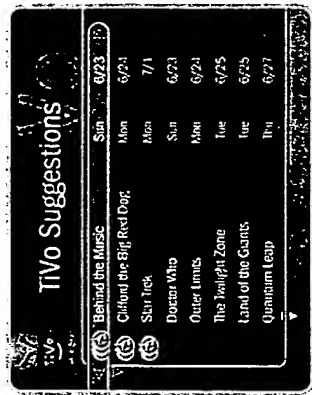 TiVo
TiVo Suggestions
Behind the Music Sun 6/23
Clifford the Big Red Dog Mon 6/24
Star Trek Mon 7/1
Doctor Who Sun 6/23
Outer Limits Mon 6/24
The Twilight Zone Tue 6/25
Land of the Giants Tue 6/25
Quantum Leap Thu 6/27